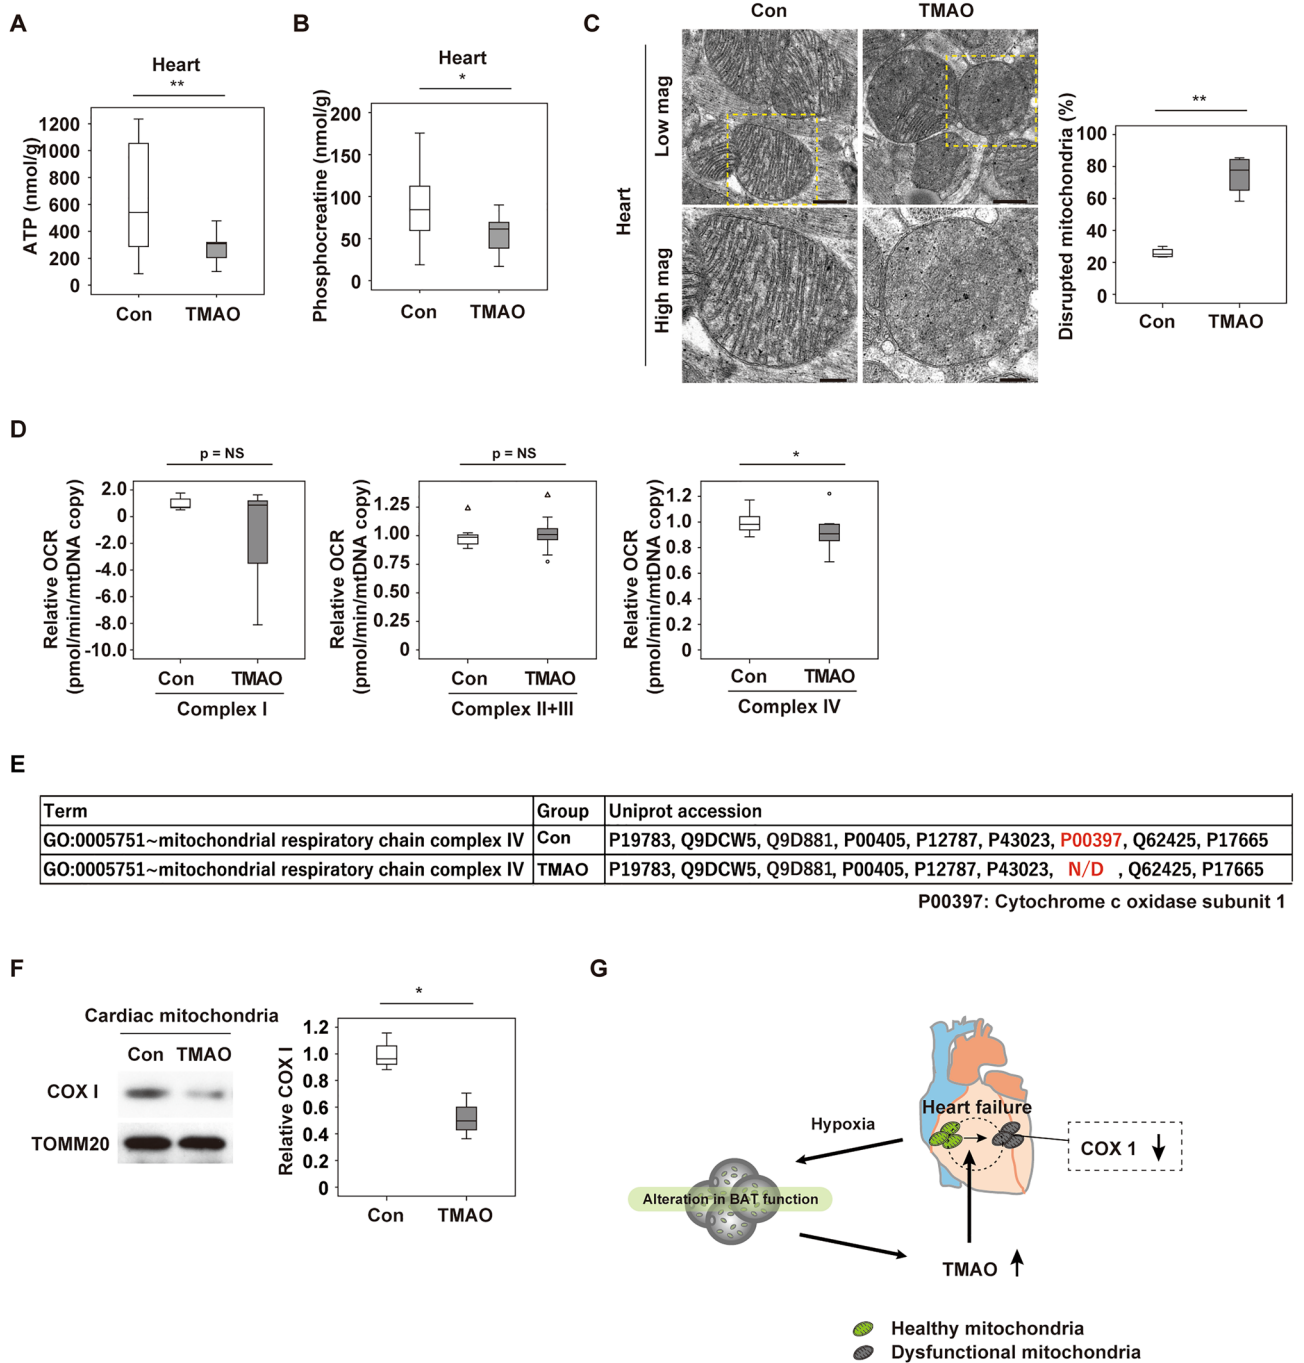 A
Heart
**
ATP (nmol/g)
1200
1000
800
600
400
200
0
Con TMAO
B
Heart
*
Phosphocreatine (nmol/g)
200
150
100
50
0
Con TMAO
C
Con TMAO
Heart
Low mag
High mag
**
Disrupted mitochondria (%)
100
80
60
40
20
0
Con TMAO
D
p = NS
Relative OCR
(pmol/min/mtDNA copy)
2.0
0
-2.0
-4.0
-6.0
-8.0
-10.0
Con TMAO
Complex I
p = NS
Relative OCR
(pmol/min/mtDNA copy)
1.25
1.00
0.75
0.50
0.25
0
Con TMAO
Complex II+III
*
Relative OCR
(pmol/min/mtDNA copy)
1.2
1.0
0.8
0.6
0.4
0.2
0
Con TMAO
Complex IV
E
Term Group Uniprot accession
GO:0005751~mitochondrial respiratory chain complex IV Con P19783, Q9DCW5, Q9D881, P00405, P12787, P43023, P00397, Q62425, P17665
GO:0005751~mitochondrial respiratory chain complex IV TMAO P19783, Q9DCW5, Q9D881, P00405, P12787, P43023, N/D , Q62425, P17665
P00397: Cytochrome c oxidase subunit 1
F
Cardiac mitochondria
Con TMAO
COX I
TOMM20
*
Relative COX I
1.2
1.0
0.8
0.6
0.4
0.2
0
Con TMAO
G
Heart failure
Hypoxia
COX 1
Alteration in BAT function
TMAO
Healthy mitochondria
Dysfunctional mitochondria